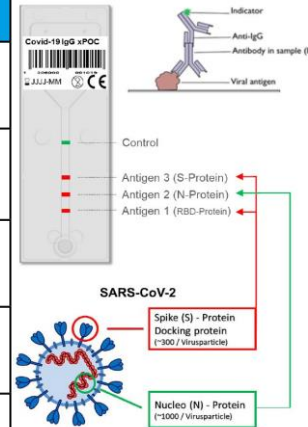 Covid-19 IgG xPOC
JJJJ-MM
Control
Antigen 3 (S-Protein)
Antigen 2 (N-Protein)
Antigen 1 (RBD-Protein)
Indicator
Anti-IgG
Antibody in sample (
Viral antigen
SARS-CoV-2
Spike (S) - Protein
Docking protein
(~300 / Virusparticle)
Nucleo (N) - Protein
(~1000 / Virusparticle)